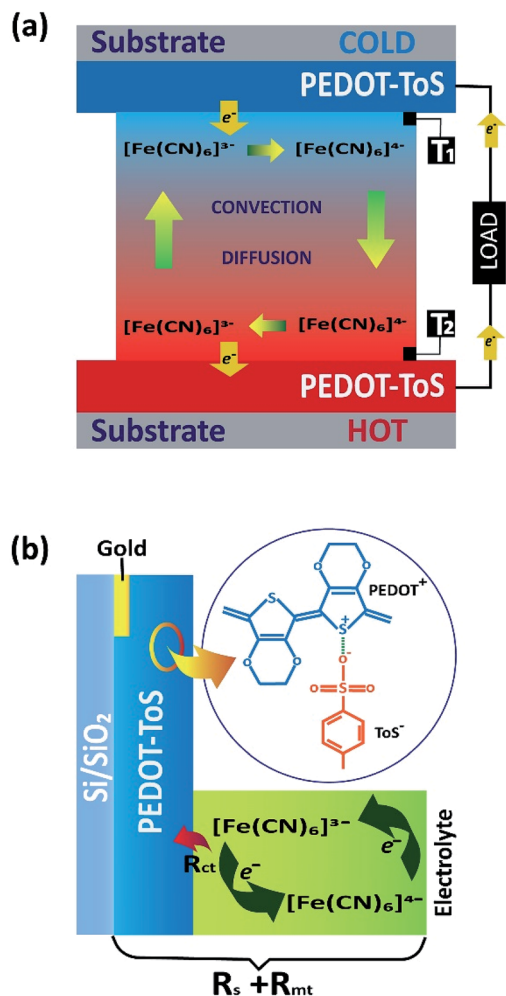 (a)
Substrate COLD
PEDOT-ToS
e⁻
[Fe(CN)₆]³⁻ [Fe(CN)₆]⁴⁻
T₁
e⁻
CONVECTION
LOAD
DIFFUSION
[Fe(CN)₆]³⁻ [Fe(CN)₆]⁴⁻
T₂
e⁻
e⁻
PEDOT-ToS
Substrate HOT
(b)
Gold
O O
PEDOT⁺
S
S⁺
O O
O⁻
O S O
ToS⁻
Si/SiO₂
PEDOT-ToS
[Fe(CN)₆]³⁻
e⁻
Rct
e⁻
[Fe(CN)₆]⁴⁻
Electrolyte
Rs +Rmt